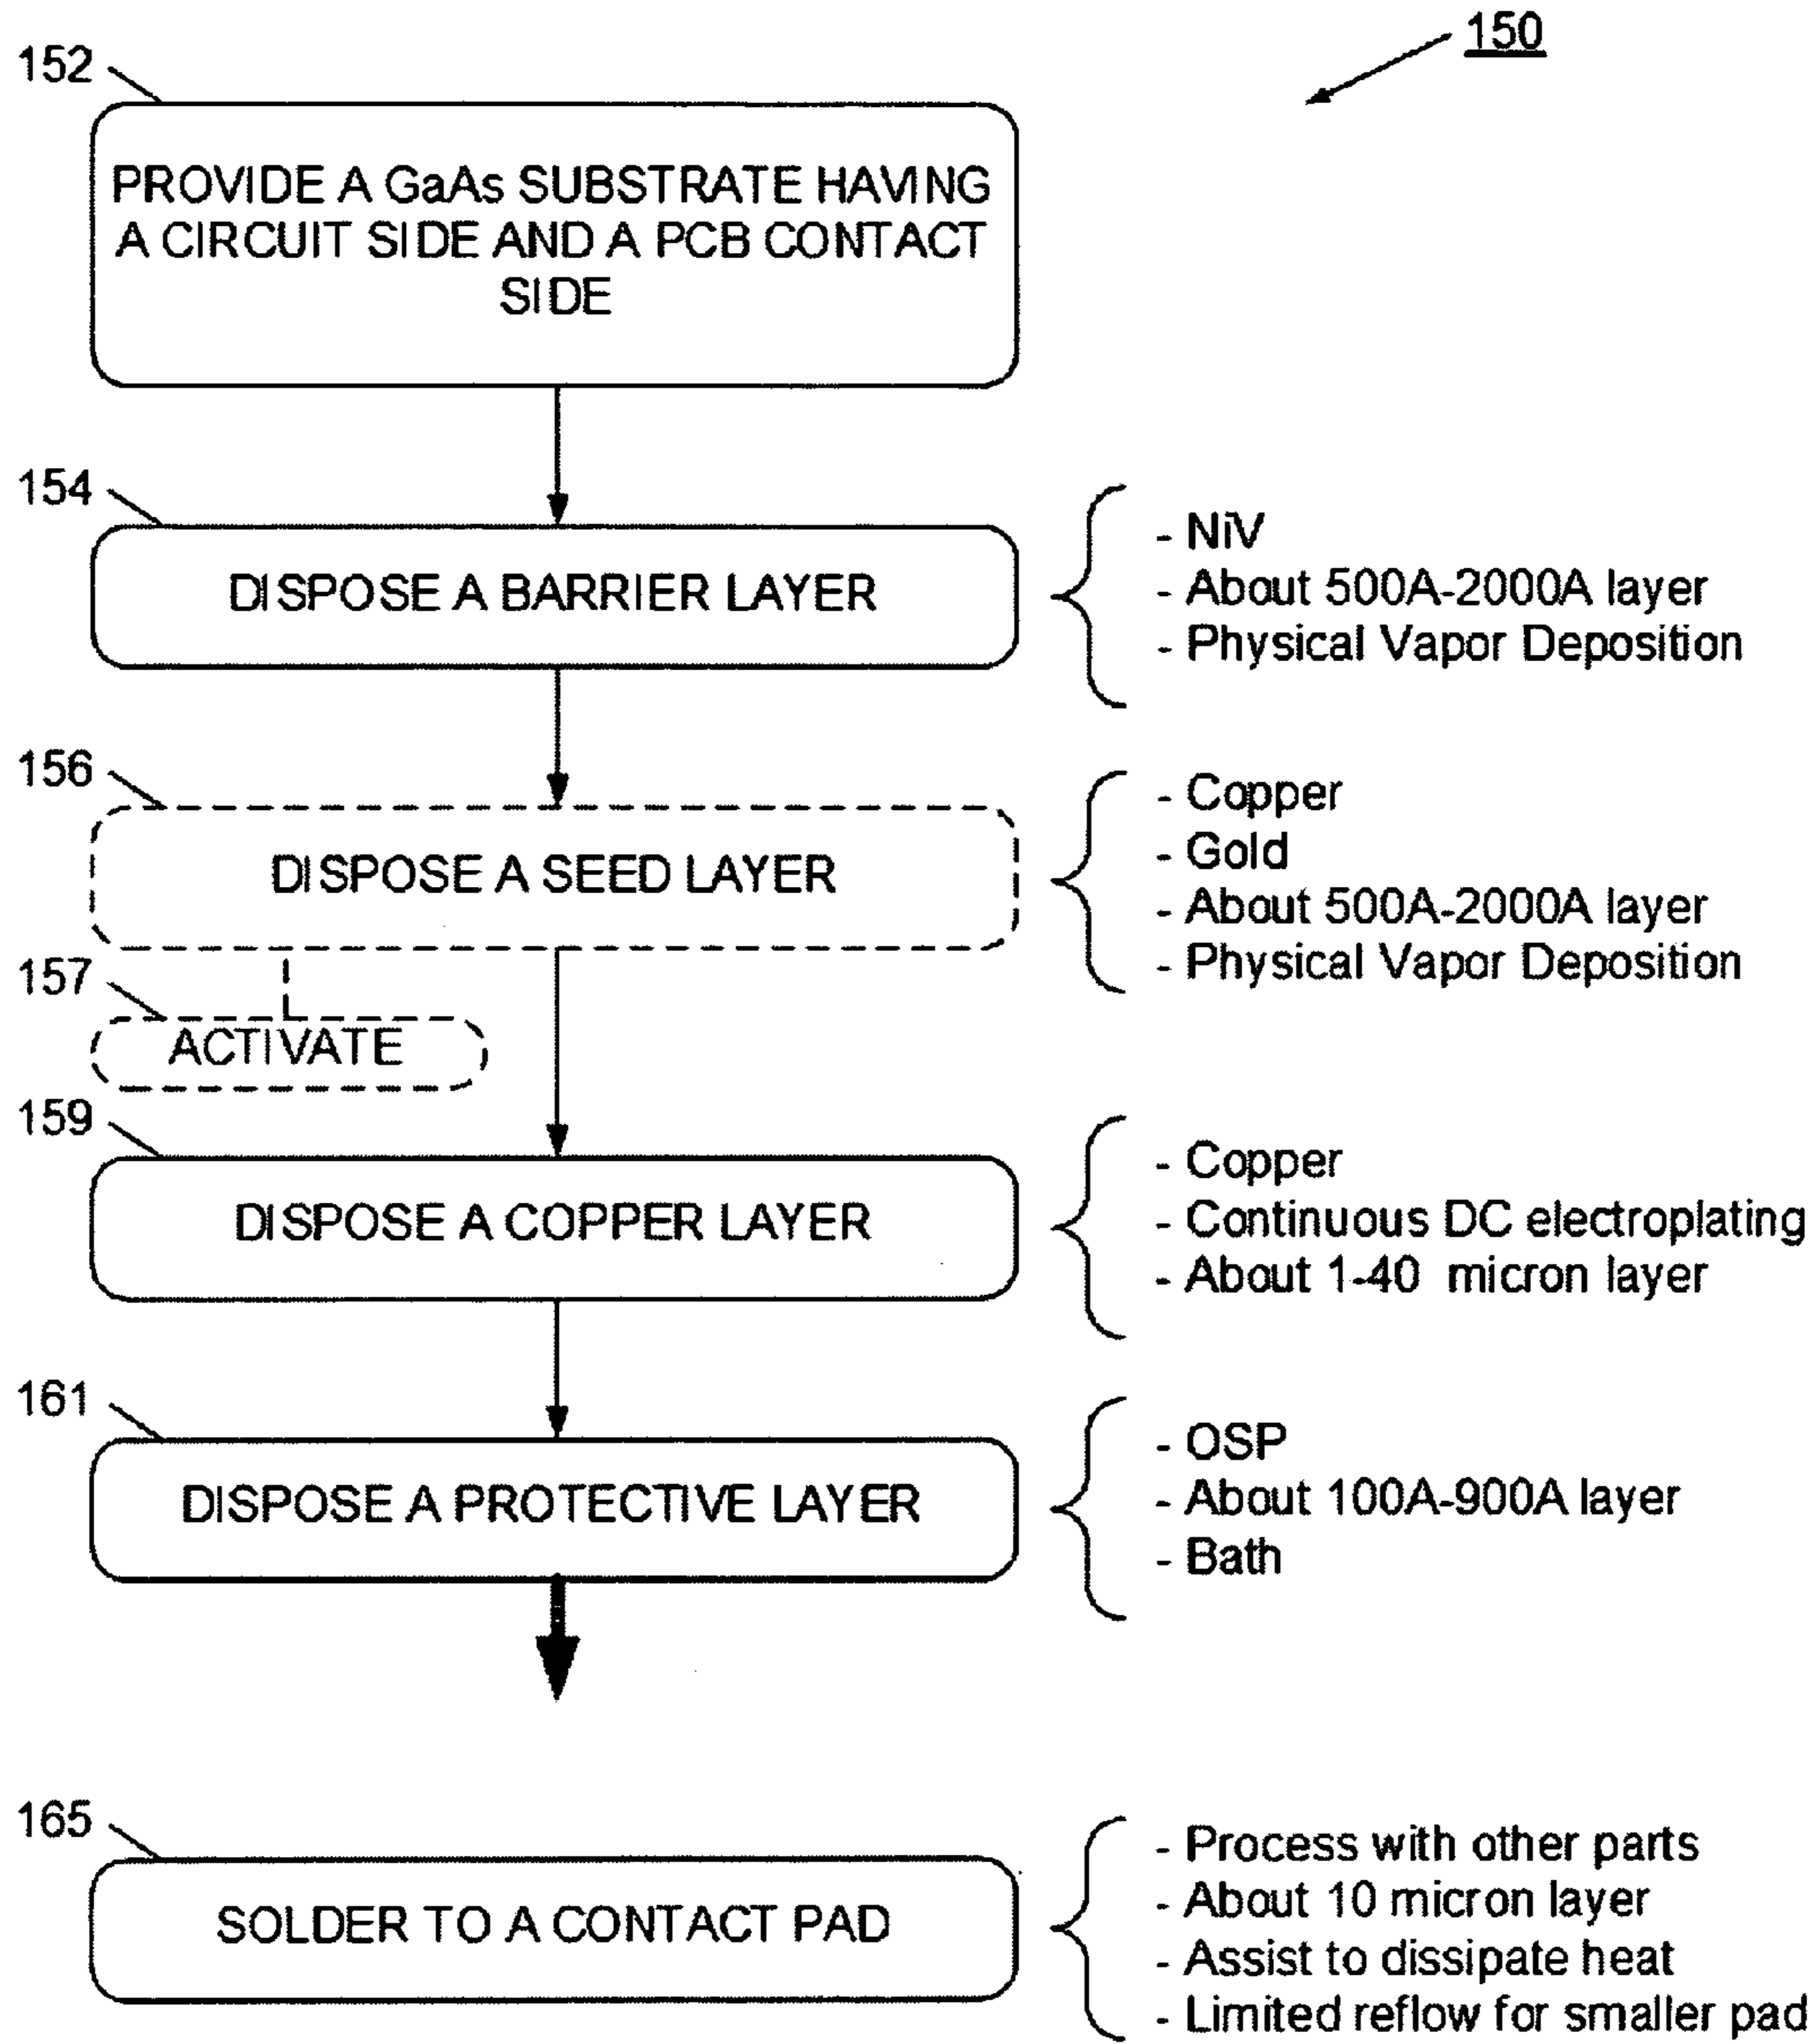 150
152
PROVIDE A GaAs SUBSTRATE HAVING
A CIRCUIT SIDE AND A PCB CONTACT
SIDE
154
DISPOSE A BARRIER LAYER
- NiV
- About 500A-2000A layer
- Physical Vapor Deposition
156
DISPOSE A SEED LAYER
- Copper
- Gold
- About 500A-2000A layer
- Physical Vapor Deposition
157
ACTIVATE
159
DISPOSE A COPPER LAYER
- Copper
- Continuous DC electroplating
- About 1-40 micron layer
161
DISPOSE A PROTECTIVE LAYER
- OSP
- About 100A-900A layer
- Bath
165
SOLDER TO A CONTACT PAD
- Process with other parts
- About 10 micron layer
- Assist to dissipate heat
- Limited reflow for smaller pad